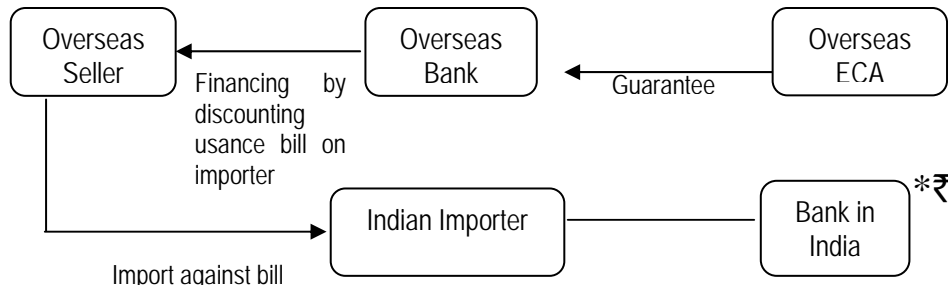 Overseas
Seller
Overseas
Bank
Overseas
ECA
Financing by
discounting
usance bill on
importer
Guarantee
Indian Importer
Bank in
India
*₹
Import against bill